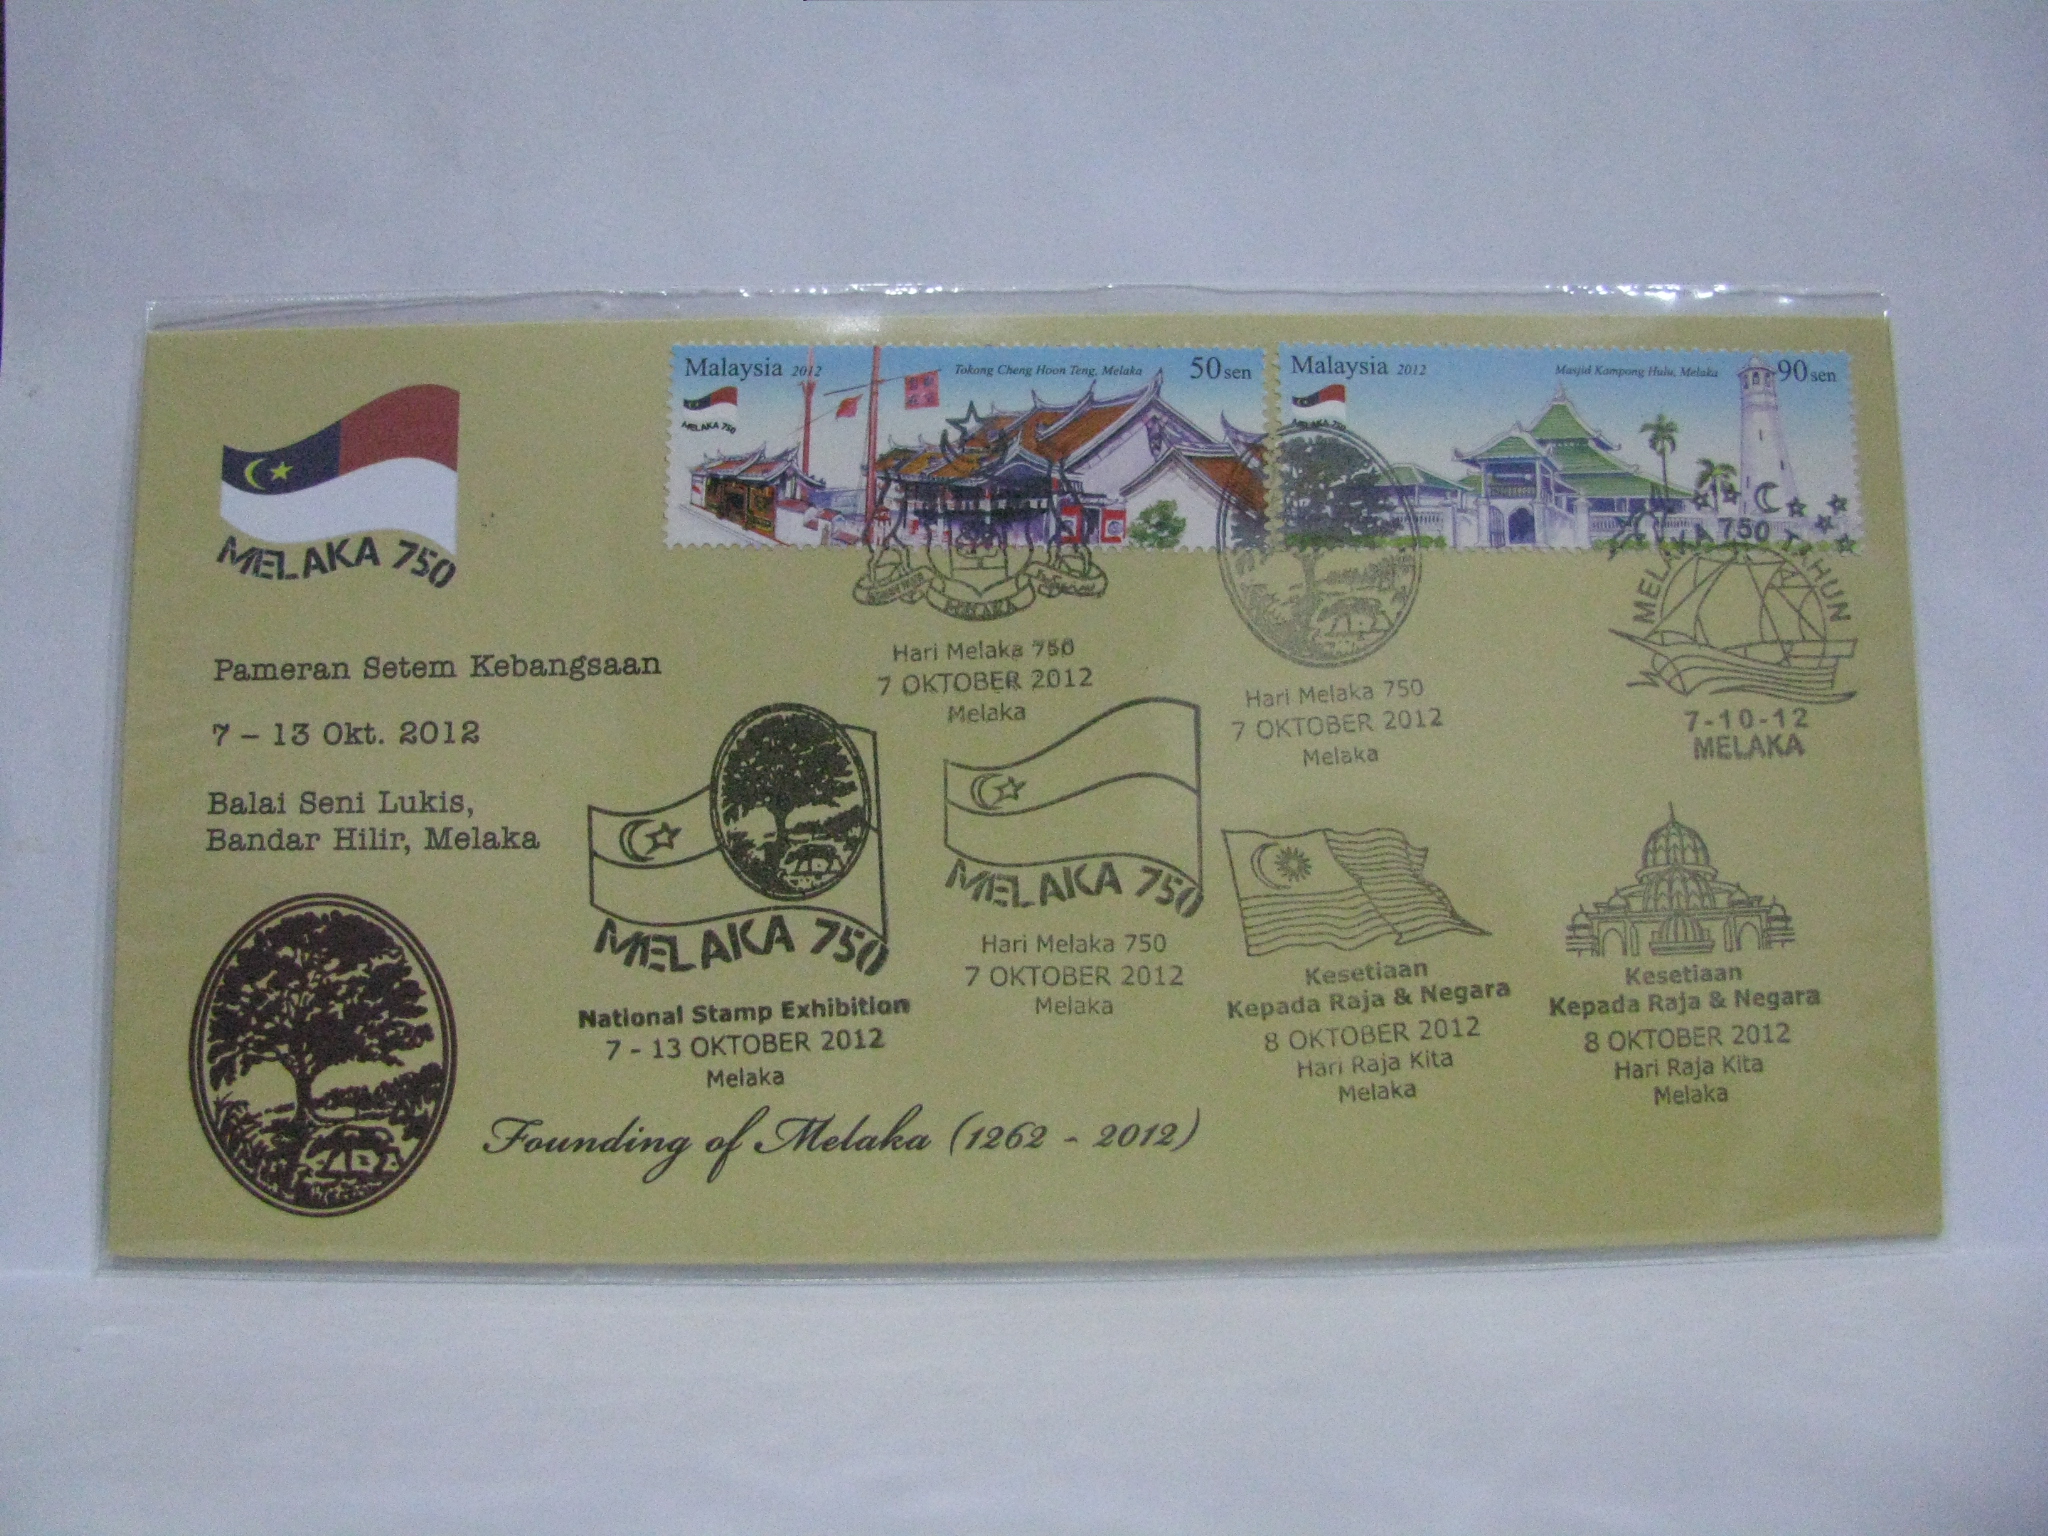 Malaysia 2012
Tokong Cheng Hoon Teng, Melaka
50 sen
MELAKA 750
Malaysia 2012
Masjid Kampong Hulu, Melaka
90 sen
MELAKA 750
MELAKA 750
Pameran Setem Kebangsaan
7 – 13 Okt. 2012
Balai Seni Lukis,
Bandar Hilir, Melaka
MELAKA
Hari Melaka 750
7 OKTOBER 2012
Melaka
Hari Melaka 750
7 OKTOBER 2012
Melaka
MELAKA 750 TAHUN
7-10-12
MELAKA
MELAKA 750
National Stamp Exhibition
7 - 13 OKTOBER 2012
Melaka
MELAKA 750
Hari Melaka 750
7 OKTOBER 2012
Melaka
Kesetiaan
Kepada Raja & Negara
8 OKTOBER 2012
Hari Raja Kita
Melaka
Kesetiaan
Kepada Raja & Negara
8 OKTOBER 2012
Hari Raja Kita
Melaka
Founding of Melaka (1262 - 2012)